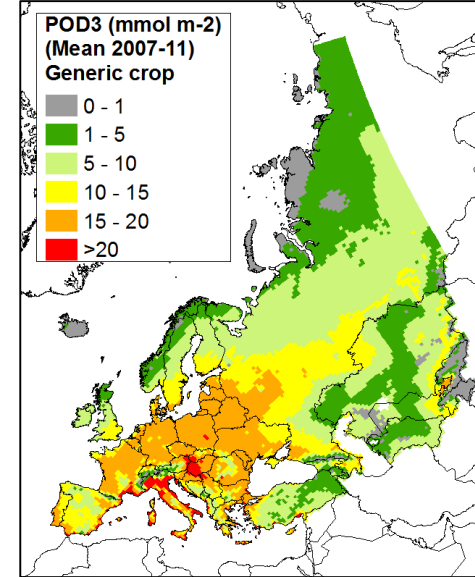 POD3 (mmol m-2)
(Mean 2007-11)
Generic crop
0 - 1
1 - 5
5 - 10
10 - 15
15 - 20
>20